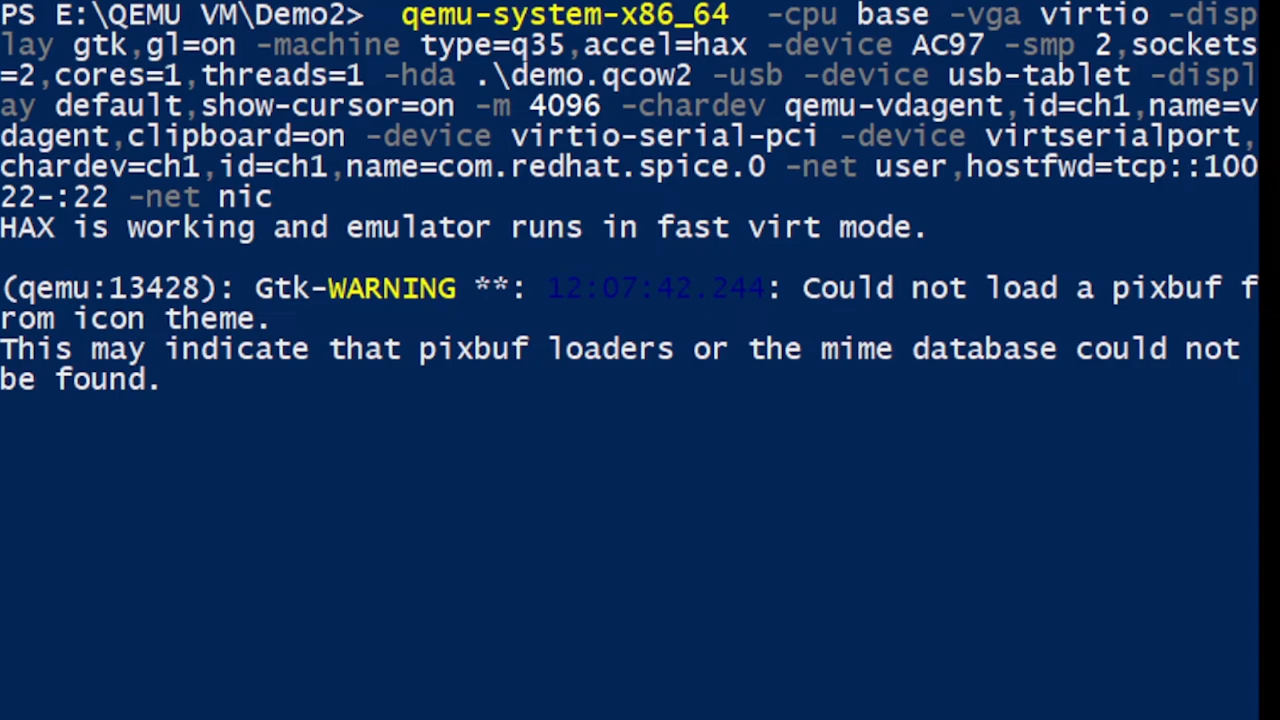 PS E:\QEMU VM\Demo2>  qemu-system-x86_64  -cpu base -vga virtio -disp
lay gtk,gl=on -machine type=q35,accel=hax -device AC97 -smp 2,sockets
=2,cores=1,threads=1 -hda .\demo.qcow2 -usb -device usb-tablet -displ
ay default,show-cursor=on -m 4096 -chardev qemu-vdagent,id=ch1,name=v
dagent,clipboard=on -device virtio-serial-pci -device virtserialport,
chardev=ch1,id=ch1,name=com.redhat.spice.0 -net user,hostfwd=tcp::100
22-:22 -net nic
HAX is working and emulator runs in fast virt mode.
(qemu:13428): Gtk-WARNING **: 12:07:42.244: Could not load a pixbuf f
rom icon theme.
This may indicate that pixbuf loaders or the mime database could not
be found.